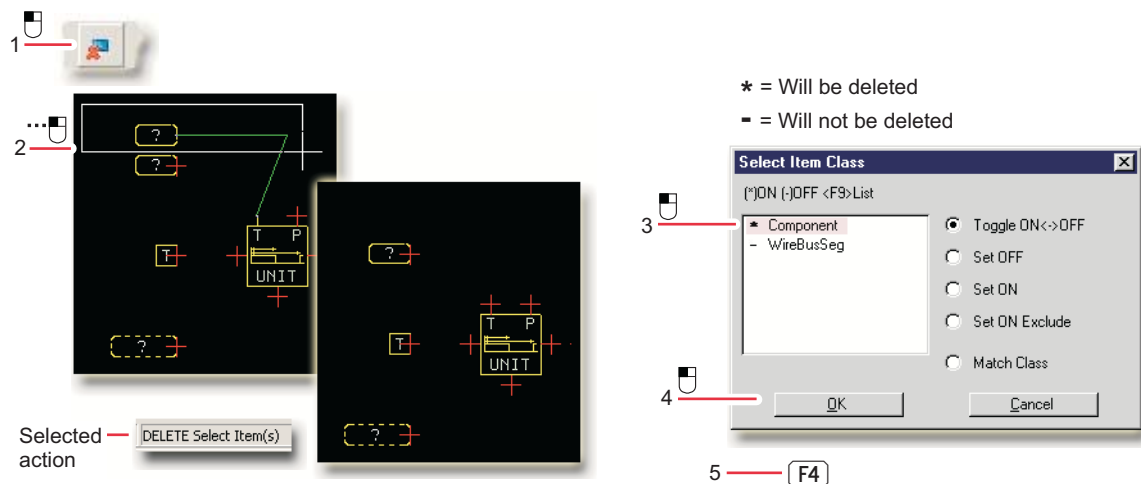 1
...
2
?
?
T P
T
UNIT
?
Selected action
DELETE Select Item(s)
?
T P
T
UNIT
?
* = Will be deleted
- = Will not be deleted
Select Item Class
(*)ON (-)OFF <F9>List
3
* Component
- WireBusSeg
Toggle ON<->OFF
Set OFF
Set ON
Set ON Exclude
Match Class
4
OK
Cancel
5
F4